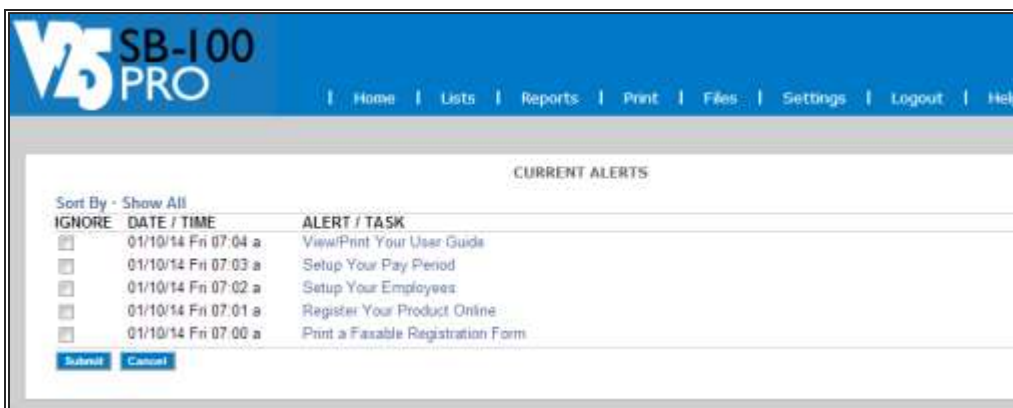 V25 SB-100
PRO
| Home | Lists | Reports | Print | Files | Settings | Logout | Hel
CURRENT ALERTS
Sort By - Show All
IGNORE DATE / TIME ALERT / TASK
01/10/14 Fri 07:04 a View/Print Your User Guide
01/10/14 Fri 07:03 a Setup Your Pay Period
01/10/14 Fri 07:02 a Setup Your Employees
01/10/14 Fri 07:01 a Register Your Product Online
01/10/14 Fri 07:00 a Print a Faxable Registration Form
Submit Cancel